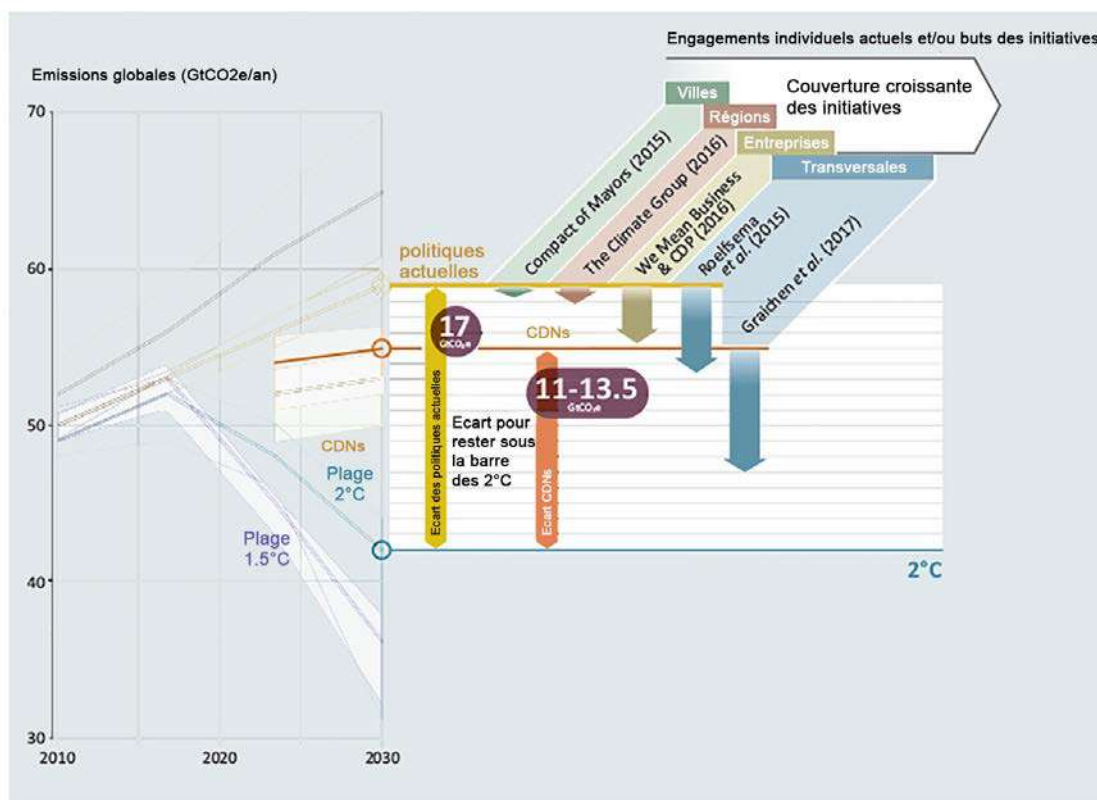 Engagements individuels actuels et/ou buts des initiatives
Emissions globales (GtCO2e/an)
Couverture croissante
des initiatives
Villes
Régions
Entreprises
Transversales
Compact of Mayors (2015)
The Climate Group (2016)
We Mean Business
& CDP (2016)
Roelfsema
et al. (2015)
Graichen et al. (2017)
70
60
50
40
30
2010
2020
2030
politiques
actuelles
17
GtCO₂e
CDNs
11-13.5
GtCO₂e
Ecart des politiques actuelles
Ecart pour
rester sous
la barre
des 2°C
Ecart CDNs
CDNs
Plage
2°C
Plage
1.5°C
2°C